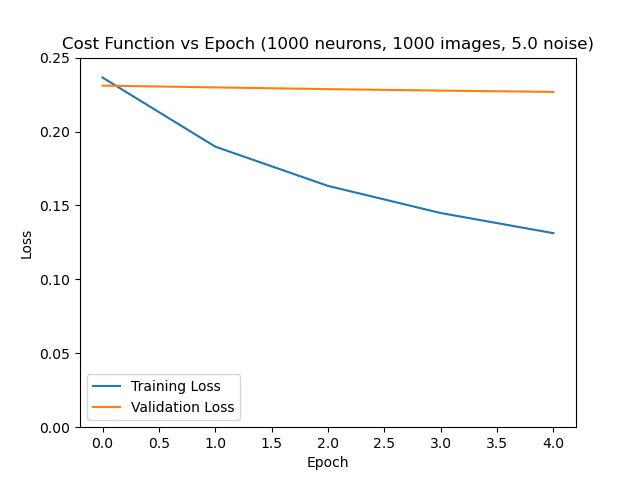 Cost Function vs Epoch (1000 neurons, 1000 images, 5.0 noise)
0.25
0.20
0.15
0.10
0.05
0.00
Loss
Training Loss
Validation Loss
0.0 0.5 1.0 1.5 2.0 2.5 3.0 3.5 4.0
Epoch